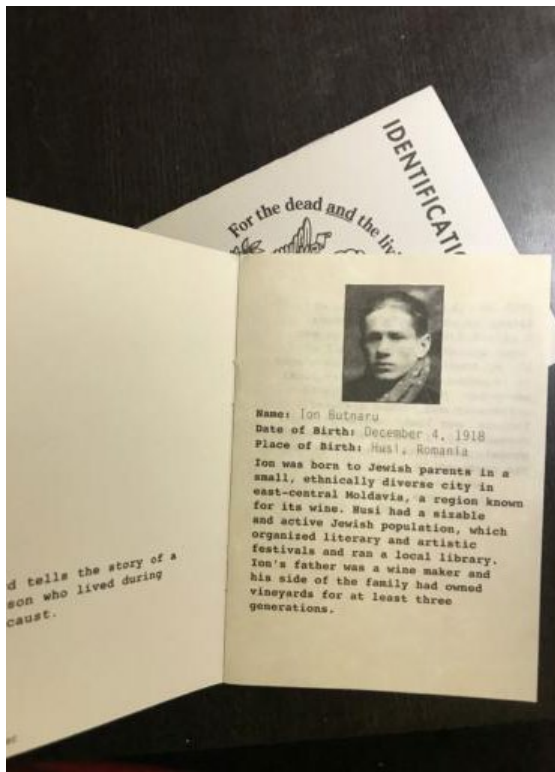 IDENTIFICATI
For the dead and the livi
d tells the story of a
son who lived during
caust.
Name: Ion Butnaru
Date of Birth: December 4, 1918
Place of Birth: Husi, Romania
Ion was born to Jewish parents in a
small, ethnically diverse city in
east-central Moldavia, a region known
for its wine. Husi had a sizable
and active Jewish population, which
organized literary and artistic
festivals and ran a local library.
Ion's father was a wine maker and
his side of the family had owned
vineyards for at least three
generations.